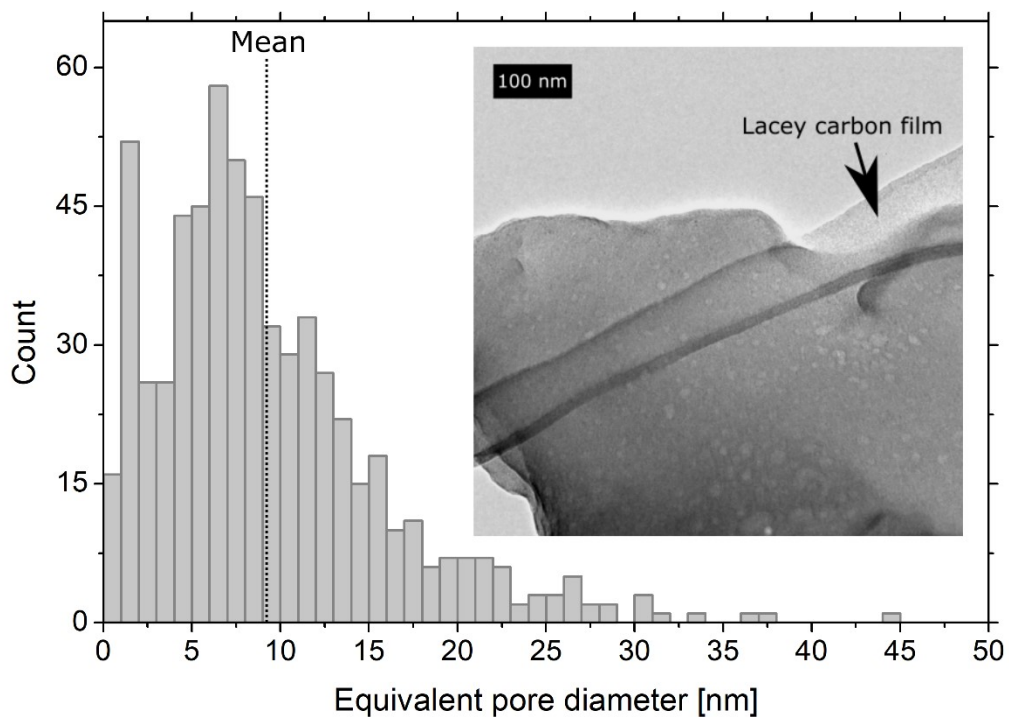 Mean
100 nm
Lacey carbon film
60
45
30
15
0
Count
0 5 10 15 20 25 30 35 40 45 50
Equivalent pore diameter [nm]